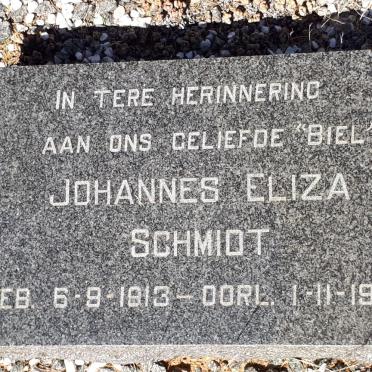 IN TERE HERINNERING
AAN ONS GELIEFDE "BIEL"
JOHANNES ELIZA
SCHMIDT
EB. 6-9-1913 - OORL. 1-11-19